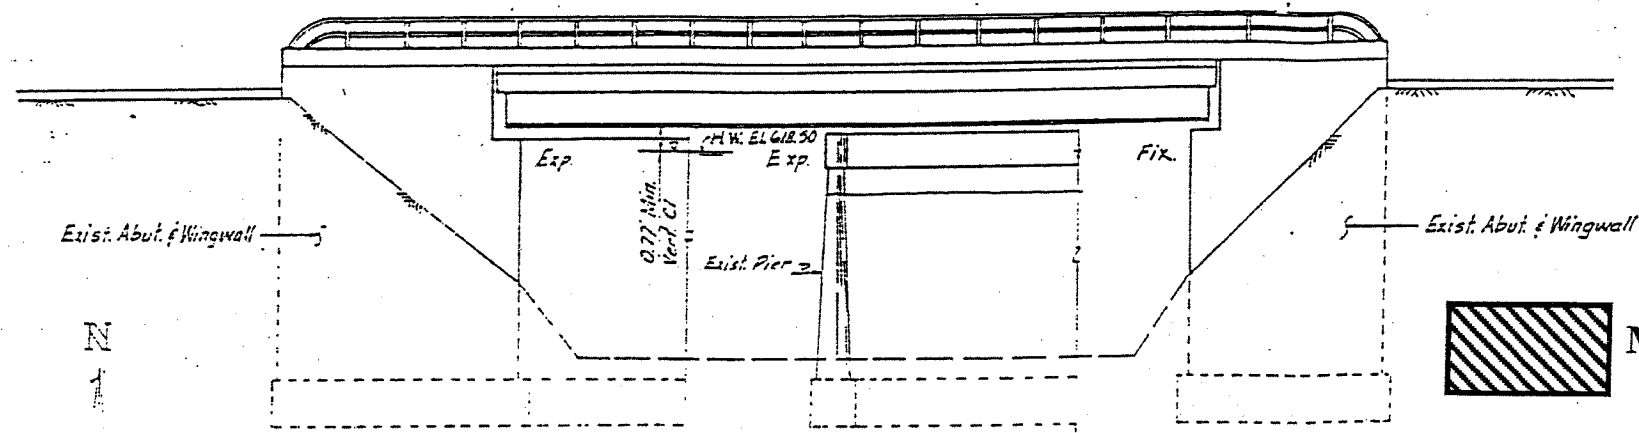 H.W. EL 618.50
Exp.
Exp.
Fix.
0.77' Min.
Vert. Cl
Exist. Abut. & Wingwall
Exist. Abut. & Wingwall
Exist. Pier
N